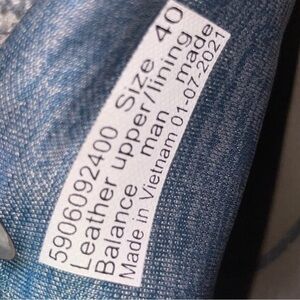 5906092400 Size 40
Leather upper/lining
Balance man made
Made in Vietnam 01-07-2021